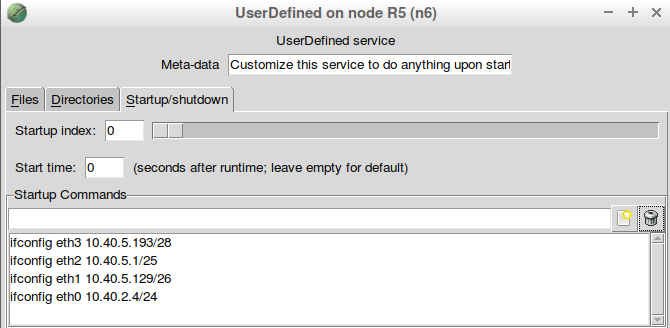 UserDefined on node R5 (n6)
UserDefined service
Meta-data Customize this service to do anything upon start
Files Directories Startup/shutdown
Startup index: 0
Start time: 0 (seconds after runtime; leave empty for default)
Startup Commands
ifconfig eth3 10.40.5.193/28
ifconfig eth2 10.40.5.1/25
ifconfig eth1 10.40.5.129/26
ifconfig eth0 10.40.2.4/24